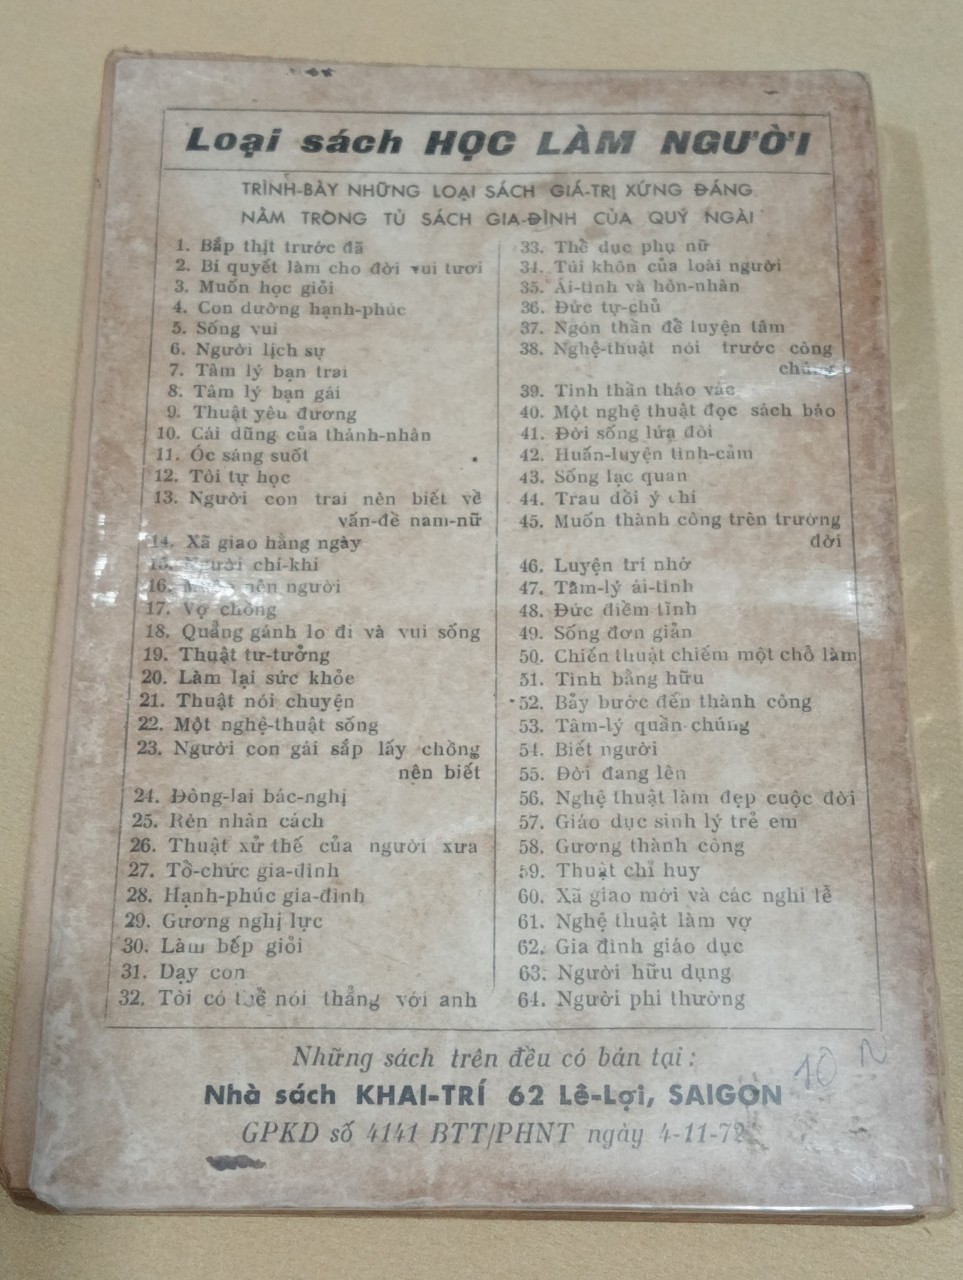 Loại sách HỌC LÀM NGƯỜI
TRÌNH-BÀY NHỮNG LOẠI SÁCH GIÁ-TRỊ XỨNG ĐÁNG
NẰM TRONG TỦ SÁCH GIA-ĐÌNH CỦA QUÝ NGÀI
1. Bắp thịt trước đã
2. Bí quyết làm cho đời vui tươi
3. Muốn học giỏi
4. Con đường hạnh-phúc
5. Sống vui
6. Người lịch sự
7. Tâm lý bạn trai
8. Tâm lý bạn gái
9. Thuật yêu đương
10. Cái dũng của thánh-nhân
11. Óc sáng suốt
12. Tôi tự học
13. Người con trai nên biết về
vấn-đề nam-nữ
14. Xã giao hằng ngày
15. Người chí-khí
16. nên người
17. Vợ chồng
18. Quẳng gánh lo đi và vui sống
19. Thuật tư-tưởng
20. Làm lại sức khỏe
21. Thuật nói chuyện
22. Một nghệ-thuật sống
23. Người con gái sắp lấy chồng
nên biết
24. Đông-lai bác-nghị
25. Rèn nhân cách
26. Thuật xử thế của người xưa
27. Tổ-chức gia-đình
28. Hạnh-phúc gia-đình
29. Gương nghị lực
30. Làm bếp giỏi
31. Dạy con
32. Tôi có thể nói thẳng với anh
33. Thể dục phụ nữ
34. Túi khôn của loài người
35. Ái-tình và hôn-nhân
36. Đức tự-chủ
37. Ngón thần để luyện tâm
38. Nghệ-thuật nói trước công
chúng
39. Tinh thần tháo vác
40. Một nghệ thuật đọc sách báo
41. Đời sống lứa đôi
42. Huấn-luyện tình-cảm
43. Sống lạc quan
44. Trau dồi ý chí
45. Muốn thành công trên trường
đời
46. Luyện trí nhớ
47. Tâm-lý ái-tình
48. Đức điềm tĩnh
49. Sống đơn giản
50. Chiến thuật chiếm một chỗ làm
51. Tình bằng hữu
52. Bảy bước đến thành công
53. Tâm-lý quần-chúng
54. Biết người
55. Đời đang lên
56. Nghệ thuật làm đẹp cuộc đời
57. Giáo dục sinh lý trẻ em
58. Gương thành công
59. Thuật chỉ huy
60. Xã giao mới và các nghi lễ
61. Nghệ thuật làm vợ
62. Gia đình giáo dục
63. Người hữu dụng
64. Người phi thường
Những sách trên đều có bán tại :
Nhà sách KHAI-TRÍ 62 Lê-Lợi, SAIGON
GPKD số 4141 BTT/PHNT ngày 4-11-72
10